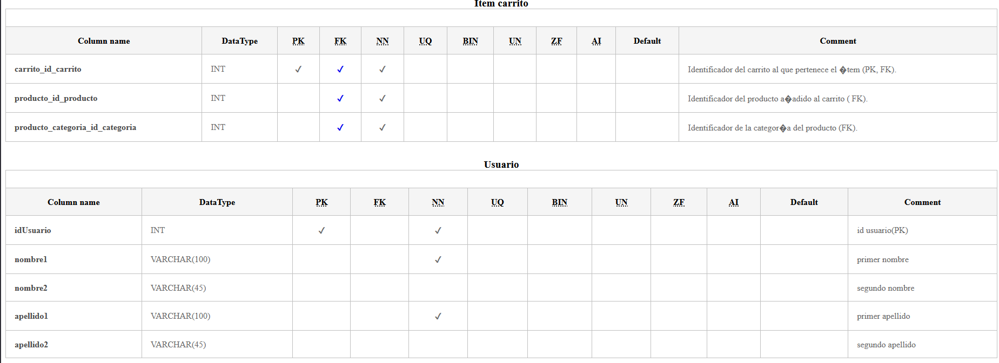 Item carrito
Column name DataType PK FK NN UQ BIN UN ZF AI Default Comment
carrito_id_carrito INT ✓ ✓ ✓ Identificador del carrito al que pertenece el �tem (PK, FK).
producto_id_producto INT ✓ ✓ Identificador del producto a�adido al carrito ( FK).
producto_categoria_id_categoria INT ✓ ✓ Identificador de la categor�a del producto (FK).
Usuario
Column name DataType PK FK NN UQ BIN UN ZF AI Default Comment
idUsuario INT ✓ ✓ id usuario(PK)
nombre1 VARCHAR(100) ✓ primer nombre
nombre2 VARCHAR(45) segundo nombre
apellido1 VARCHAR(100) ✓ primer apellido
apellido2 VARCHAR(45) segundo apellido